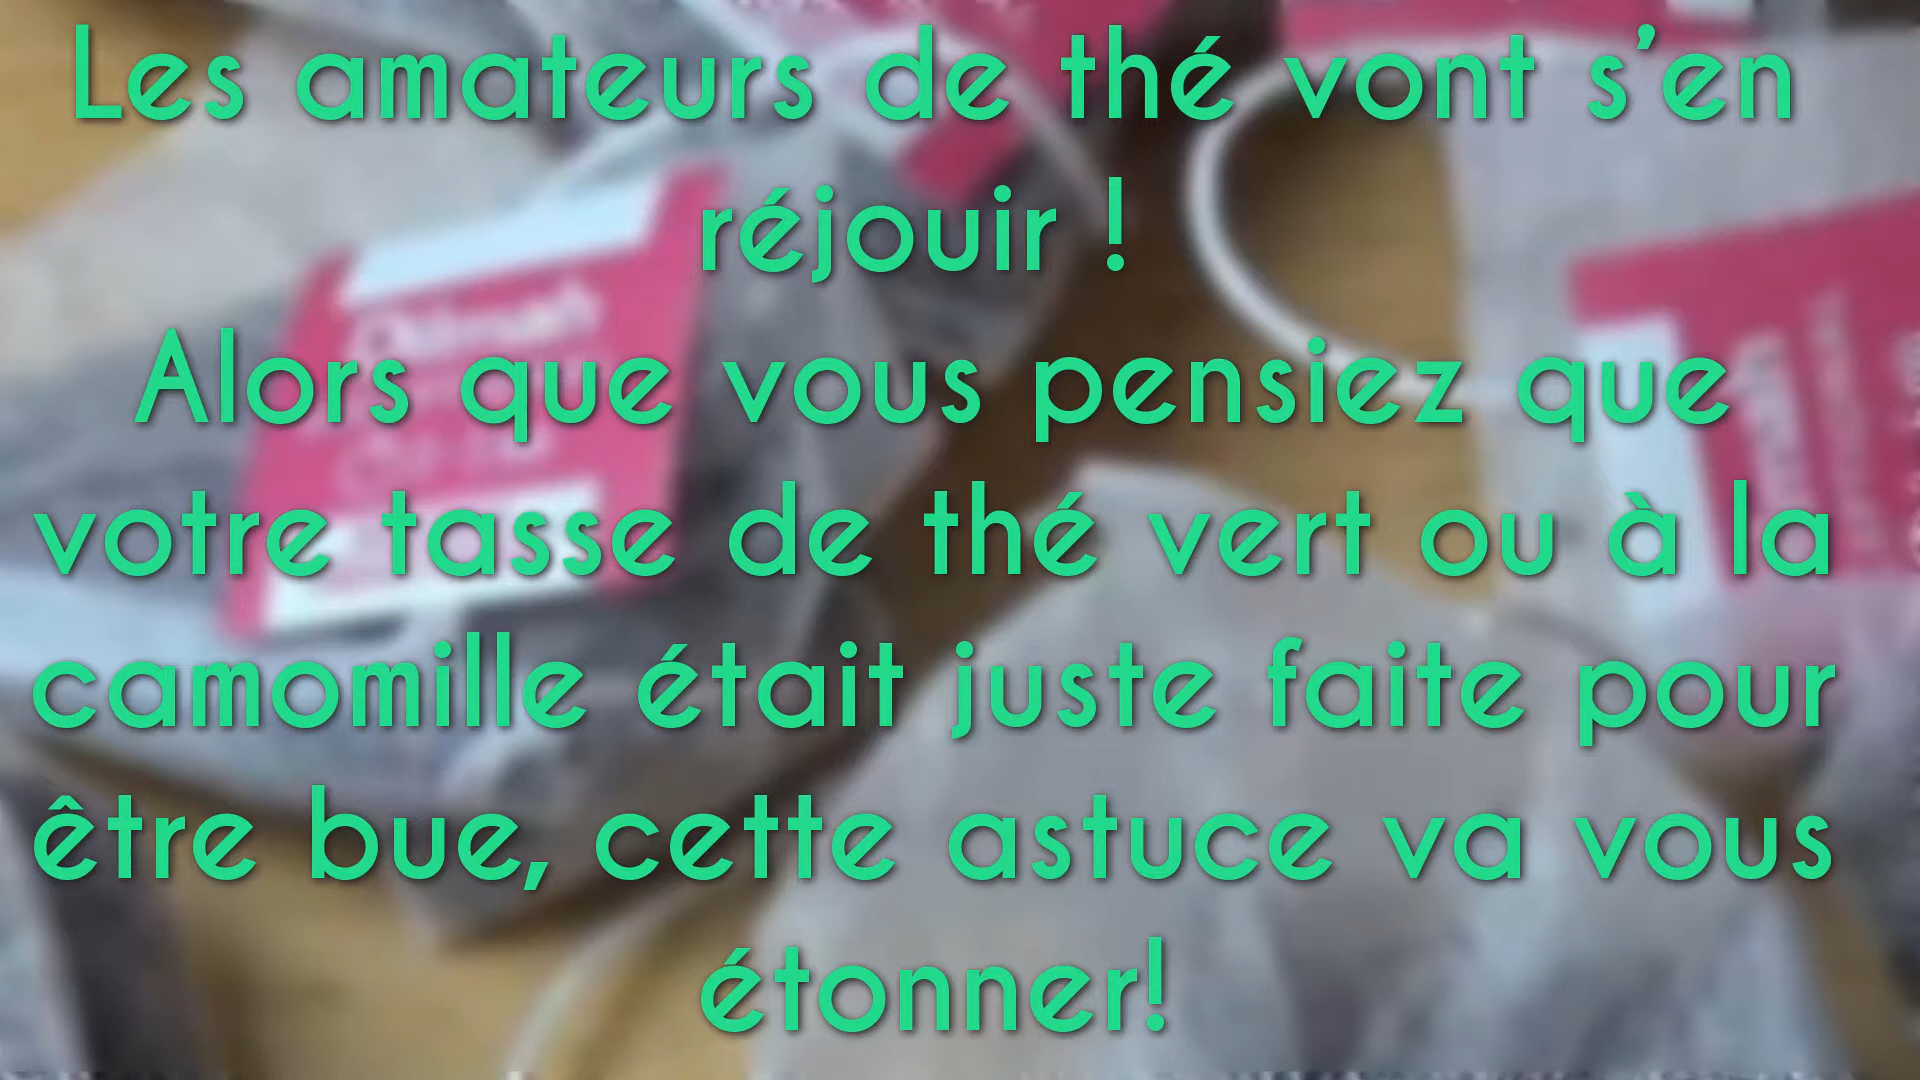 Les amateurs de thé vont s'en
réjouir !
Alors que vous pensiez que
votre tasse de thé vert ou à la
camomille était juste faite pour
être bue, cette astuce va vous
étonner!